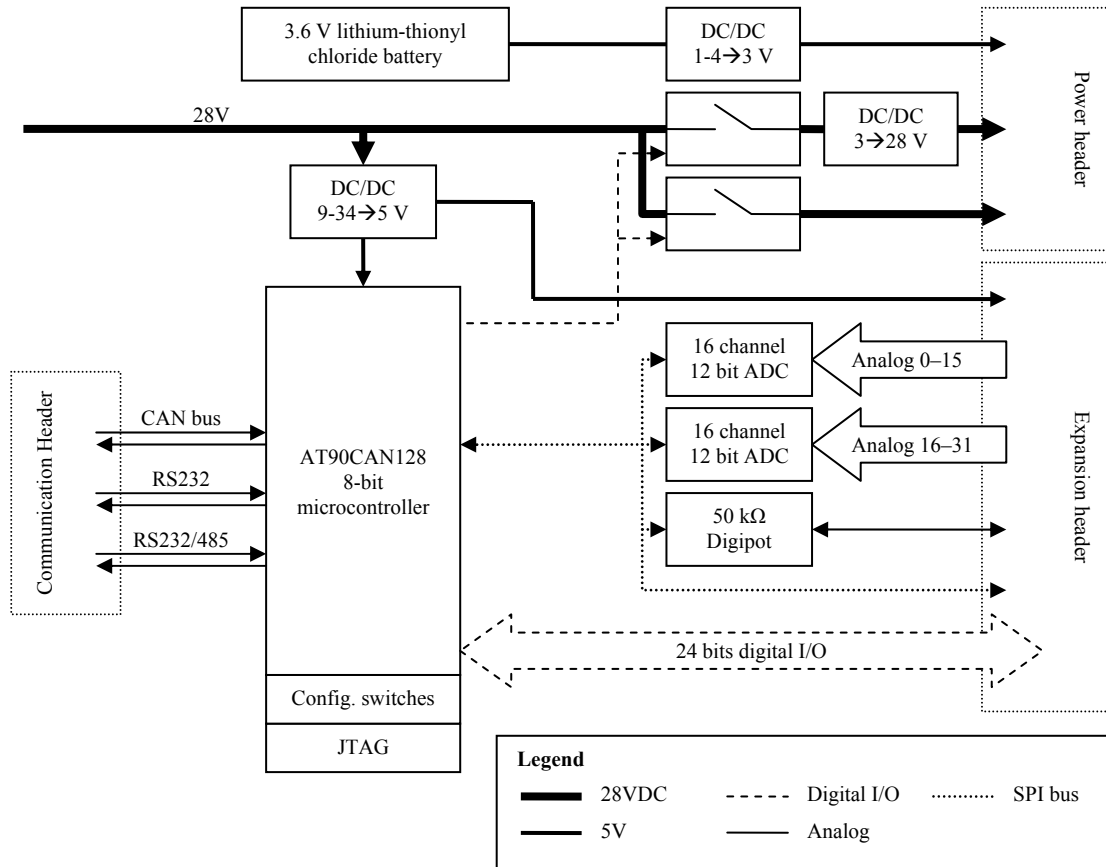 3.6 V lithium-thionyl
chloride battery
DC/DC
1-4→3 V
Power header
28V
DC/DC
3→28 V
DC/DC
9-34→5 V
16 channel
12 bit ADC
Analog 0–15
Communication Header
CAN bus
RS232
RS232/485
AT90CAN128
8-bit
microcontroller
16 channel
12 bit ADC
Analog 16–31
Expansion header
50 kΩ
Digipot
24 bits digital I/O
Config. switches
JTAG
Legend
28VDC
Digital I/O
SPI bus
5V
Analog